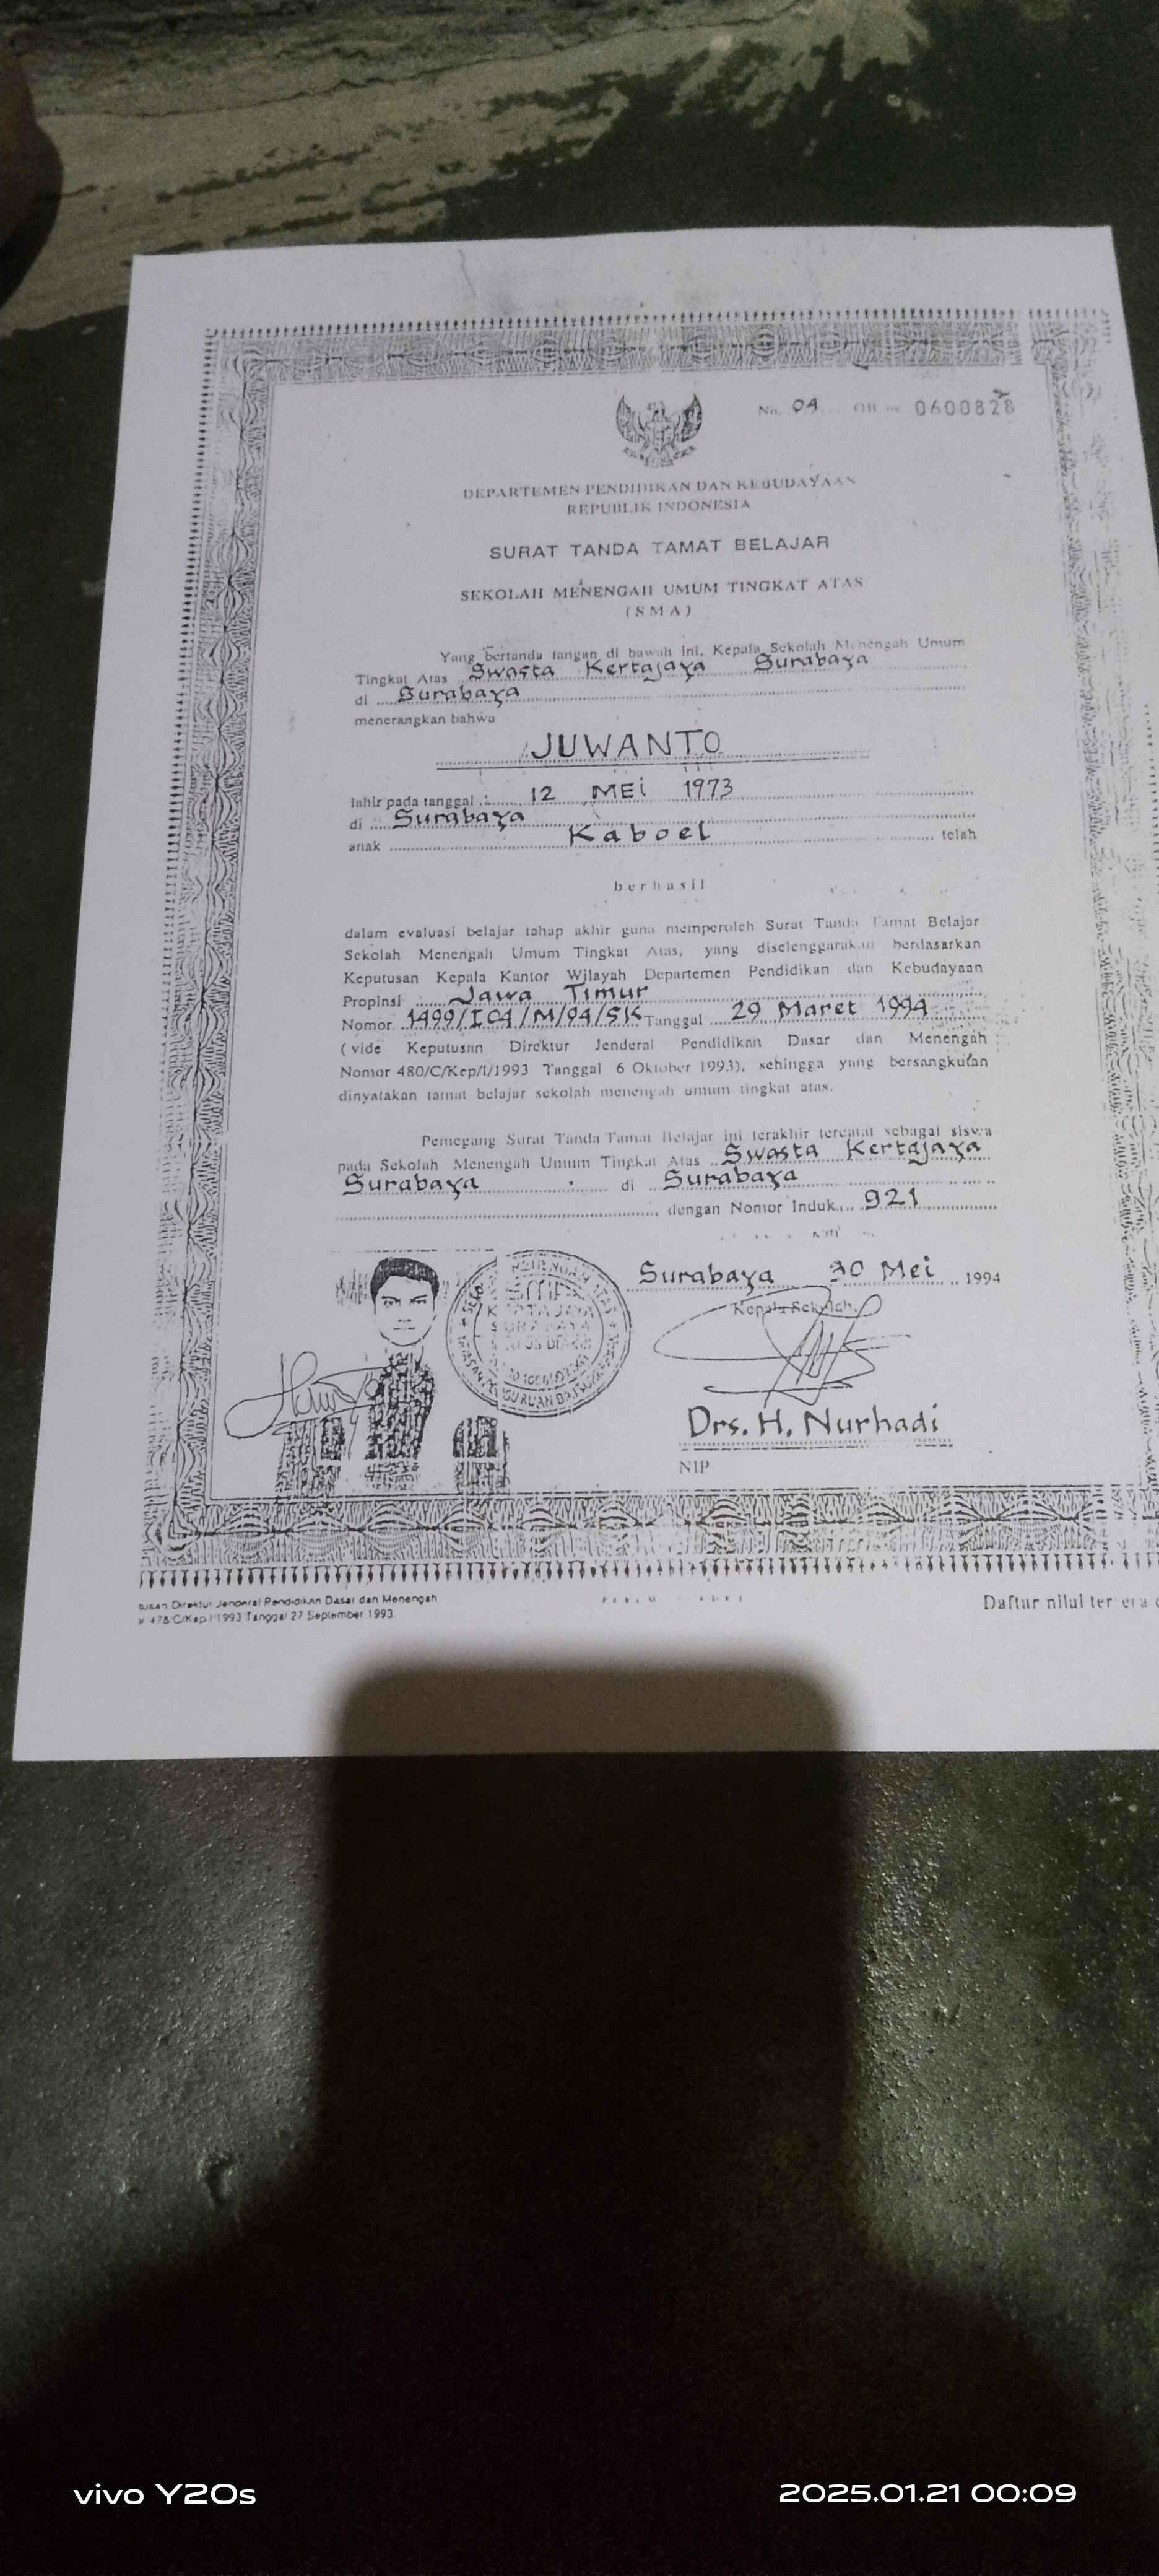 No. 04 OB oe 0600828
DEPARTEMEN PENDIDIKAN DAN KEBUDAYAAN
REPUBLIK INDONESIA
SURAT TANDA TAMAT BELAJAR
SEKOLAH MENENGAH UMUM TINGKAT ATAS
(SMA)
Yang bertanda tangan di bawah ini, Kepala Sekolah Menengah Umum
Tingkat Atas Swasta Kertajaya Surabaya
di Surabaya
menerangkan bahwa
JUWANTO
lahir pada tanggal : 12 MEi 1973
di Surabaya
anak Kaboel telah
berhasil
dalam evaluasi belajar tahap akhir guna memperoleh Surat Tanda Tamat Belajar
Sekolah Menengah Umum Tingkat Atas, yang diselenggarakan berdasarkan
Keputusan Kepala Kantor Wilayah Departemen Pendidikan dan Kebudayaan
Propinsi Jawa Timur
Nomor 1499/I04/M/94/SK Tanggal 29 Maret 1994
(vide Keputusan Direktur Jenderal Pendidikan Dasar dan Menengah
Nomor 480/C/Kep/I/1993 Tanggal 6 Oktober 1993), sehingga yang bersangkutan
dinyatakan tamat belajar sekolah menengah umum tingkat atas.
Pemegang Surat Tanda Tamat Belajar ini terakhir tercatat sebagai siswa
pada Sekolah Menengah Umum Tingkat Atas Swasta Kertajaya
Surabaya di Surabaya
dengan Nomor Induk 921
Surabaya 30 Mei 1994
Kepala Sekolah,
SMA
KERTAJAYA
SURABAYA
Drs. H. Nurhadi
NIP
tusan Direktur Jenderal Pendidikan Dasar dan Menengah
478/C/Kep/I/1993 Tanggal 27 September 1993
Daftar nilai tertera
vivo Y20s
2025.01.21 00:09